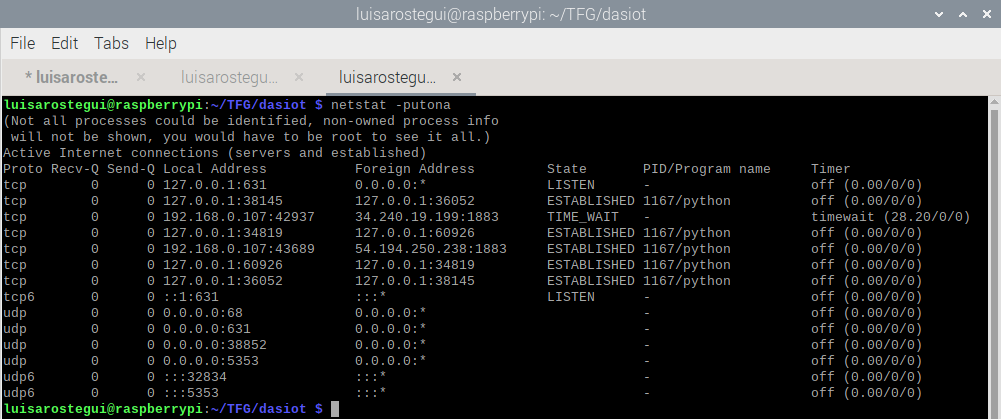 luisarostegui@raspberrypi: ~/TFG/dasiot
File Edit Tabs Help
* luisaroste... × luisarostegu... × luisarostegu... ×
luisarostegui@raspberrypi:~/TFG/dasiot $ netstat -putona
(Not all processes could be identified, non-owned process info
 will not be shown, you would have to be root to see it all.)
Active Internet connections (servers and established)
Proto Recv-Q Send-Q Local Address           Foreign Address         State       PID/Program name     Timer
tcp        0      0 127.0.0.1:631           0.0.0.0:*               LISTEN      -                    off (0.00/0/0)
tcp        0      0 127.0.0.1:38145         127.0.0.1:36052         ESTABLISHED 1167/python          off (0.00/0/0)
tcp        0      0 192.168.0.107:42937     34.240.19.199:1883      TIME_WAIT   -                    timewait (28.20/0/0)
tcp        0      0 127.0.0.1:34819         127.0.0.1:60926         ESTABLISHED 1167/python          off (0.00/0/0)
tcp        0      0 192.168.0.107:43689     54.194.250.238:1883     ESTABLISHED 1167/python          off (0.00/0/0)
tcp        0      0 127.0.0.1:60926         127.0.0.1:34819         ESTABLISHED 1167/python          off (0.00/0/0)
tcp        0      0 127.0.0.1:36052         127.0.0.1:38145         ESTABLISHED 1167/python          off (0.00/0/0)
tcp6       0      0 ::1:631                 :::*                    LISTEN      -                    off (0.00/0/0)
udp        0      0 0.0.0.0:68              0.0.0.0:*                           -                    off (0.00/0/0)
udp        0      0 0.0.0.0:631             0.0.0.0:*                           -                    off (0.00/0/0)
udp        0      0 0.0.0.0:38852           0.0.0.0:*                           -                    off (0.00/0/0)
udp        0      0 0.0.0.0:5353            0.0.0.0:*                           -                    off (0.00/0/0)
udp6       0      0 :::32834                :::*                                -                    off (0.00/0/0)
udp6       0      0 :::5353                 :::*                                -                    off (0.00/0/0)
luisarostegui@raspberrypi:~/TFG/dasiot $